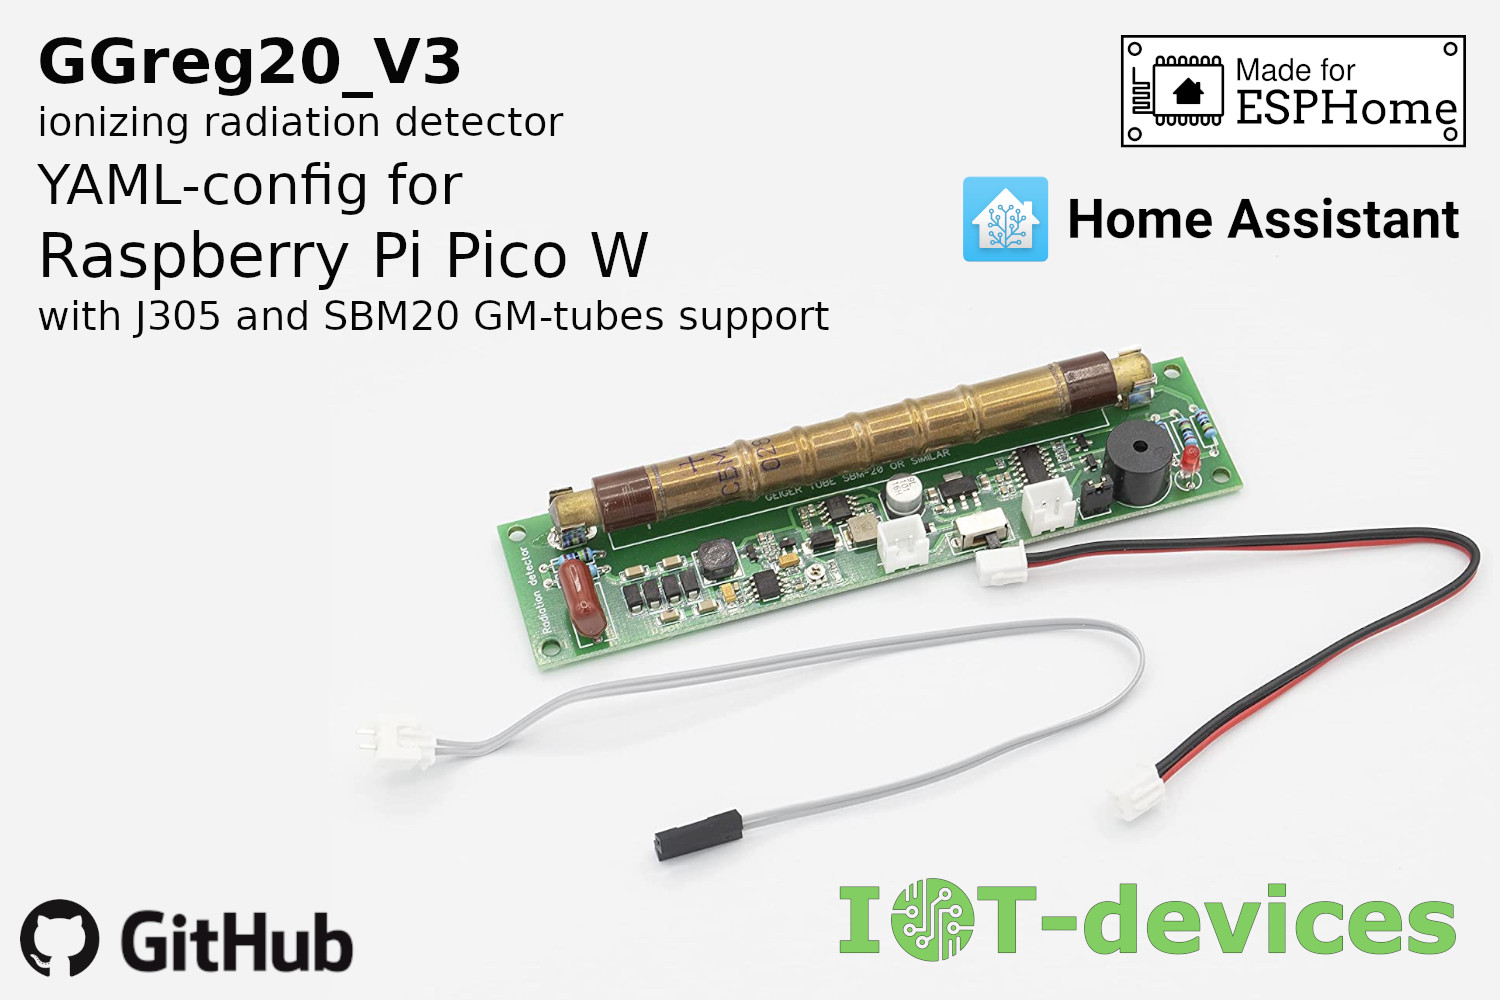 GGreg20_V3
ionizing radiation detector
YAML-config for
Raspberry Pi Pico W
with J305 and SBM20 GM-tubes support
Made for
ESPHome
Home Assistant
GEIGER TUBE SBM-20 OR SIMILAR
Radiation detector
GitHub
IOT-devices